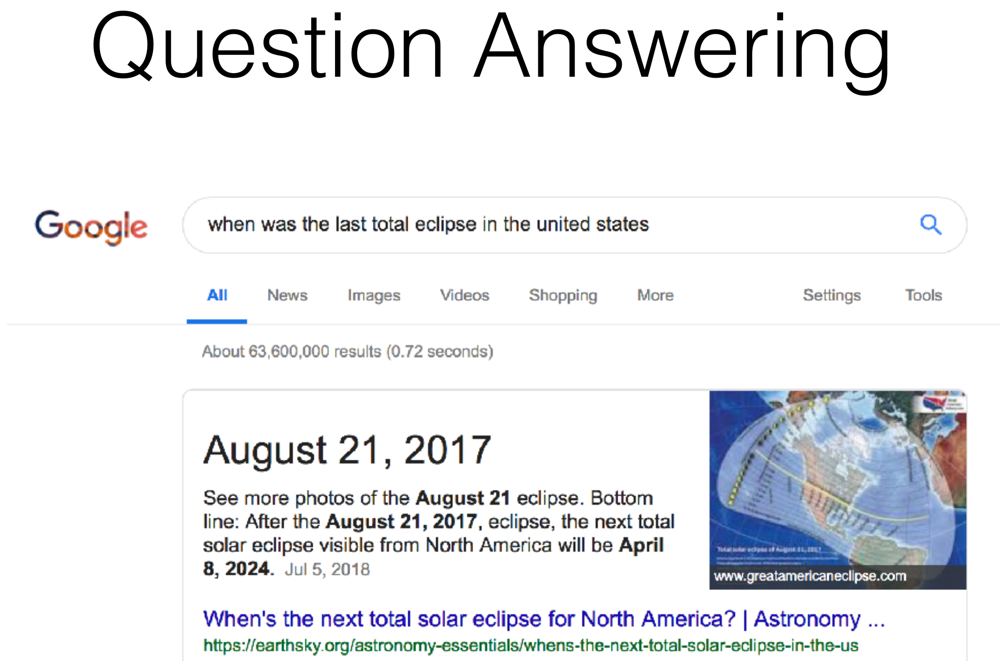 Question Answering
Google
when was the last total eclipse in the united states
All News Images Videos Shopping More Settings Tools
About 63,600,000 results (0.72 seconds)
August 21, 2017
See more photos of the August 21 eclipse. Bottom
line: After the August 21, 2017, eclipse, the next total
solar eclipse visible from North America will be April
8, 2024. Jul 5, 2018
Total solar eclipse of August 21, 2017
www.greatamericaneclipse.com
When's the next total solar eclipse for North America? | Astronomy ...
https://earthsky.org/astronomy-essentials/whens-the-next-total-solar-eclipse-in-the-us